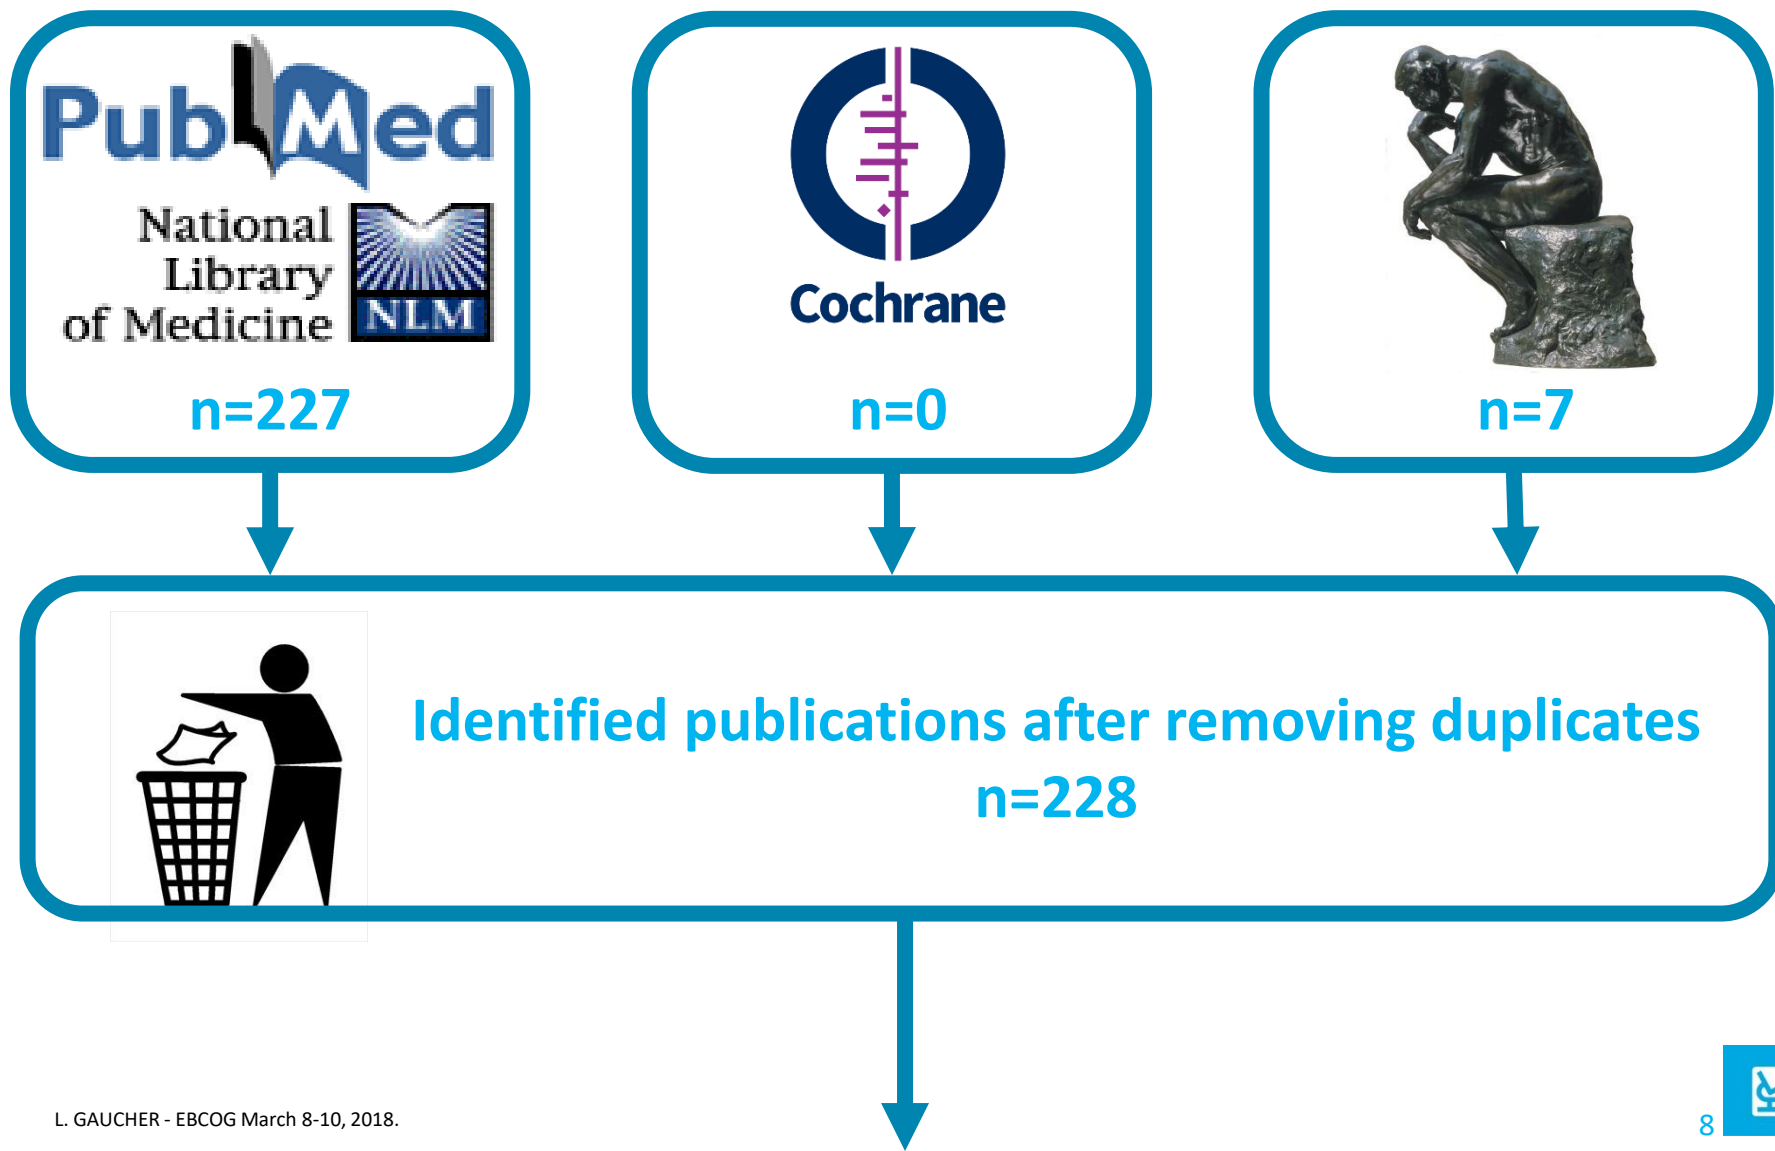 PubMed
National
Library
of Medicine
NLM
n=227
Cochrane
n=0
n=7
Identified publications after removing duplicates
n=228
L. GAUCHER - EBCOG March 8-10, 2018.
8